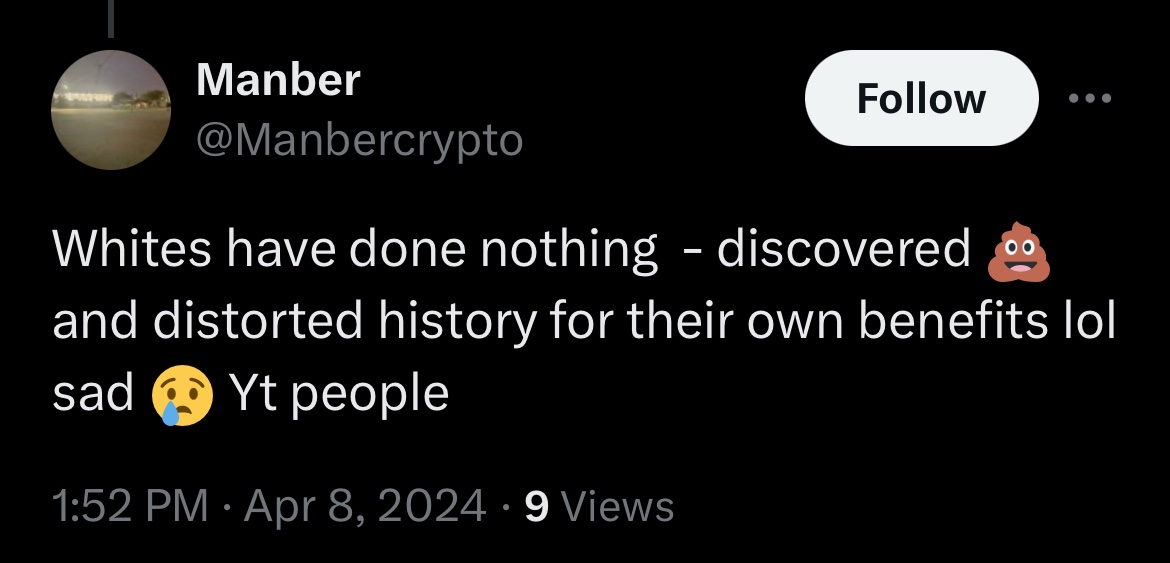 Manber
@Manbercrypto
Follow
Whites have done nothing - discovered 💩
and distorted history for their own benefits lol
sad 😢 Yt people
1:52 PM · Apr 8, 2024 · 9 Views